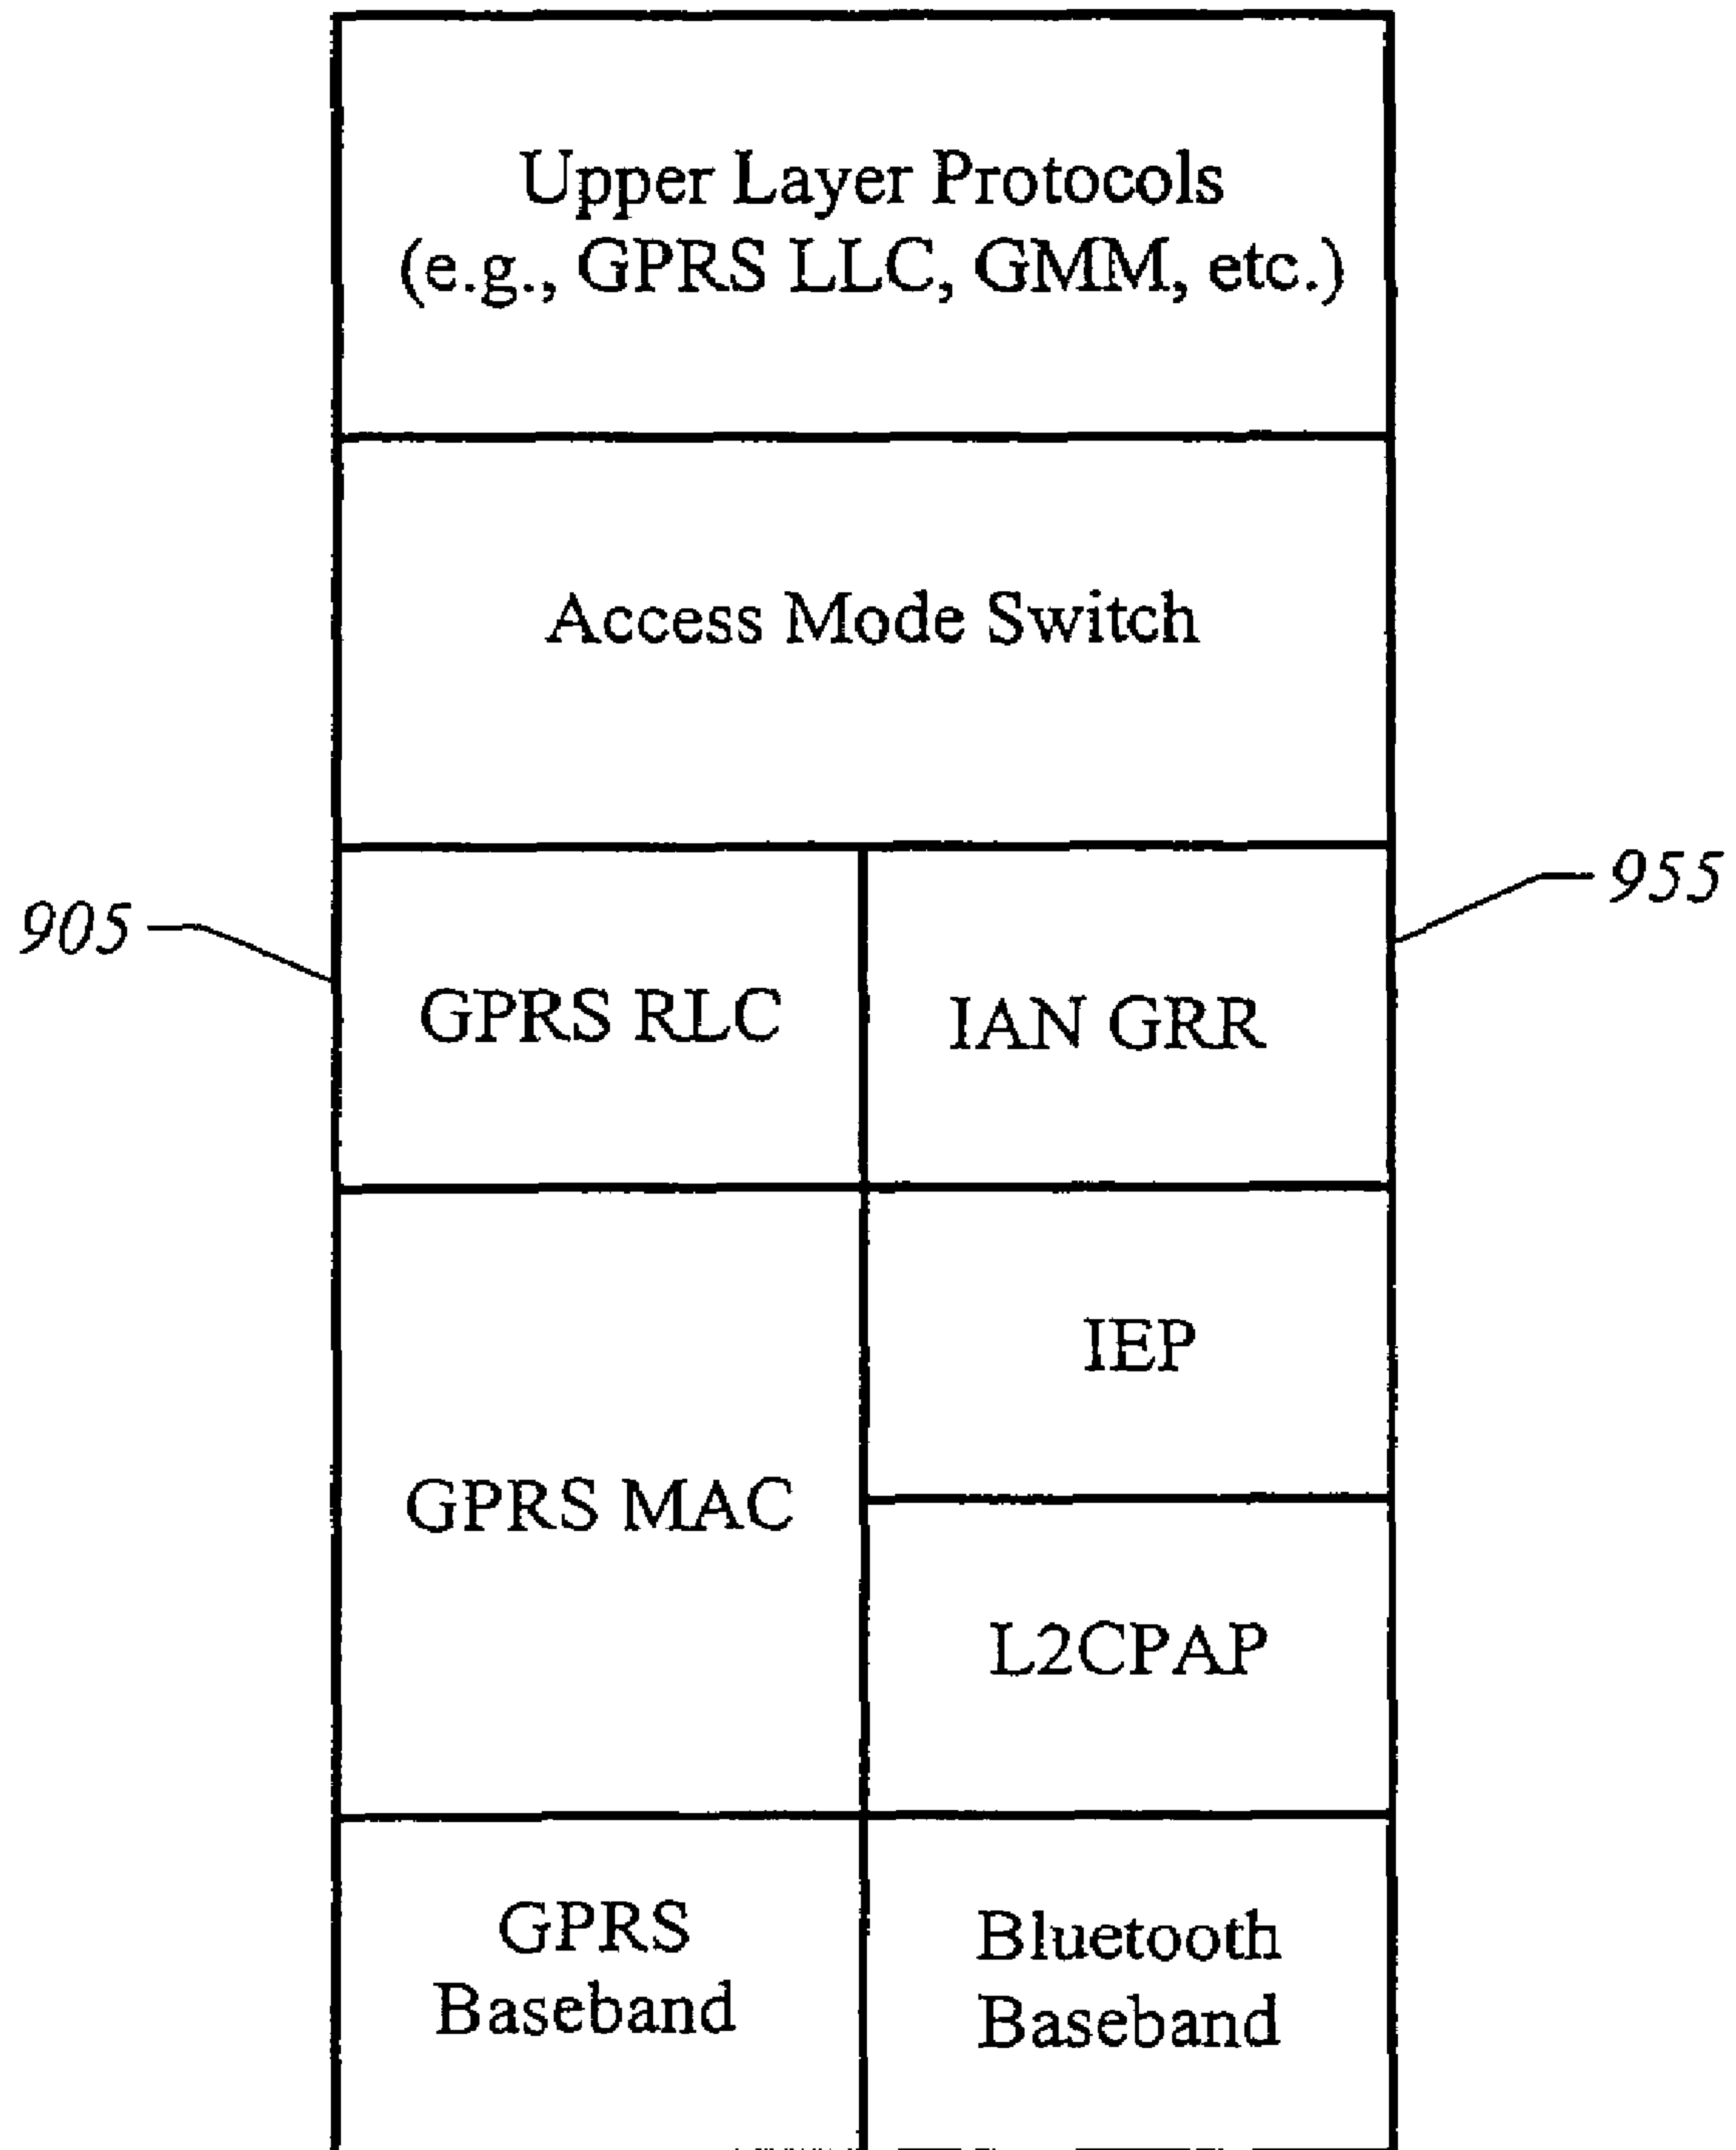 Upper Layer Protocols
(e.g., GPRS LLC, GMM, etc.)
Access Mode Switch
905
955
GPRS RLC
IAN GRR
IEP
GPRS MAC
L2CPAP
GPRS
Baseband
Bluetooth
Baseband